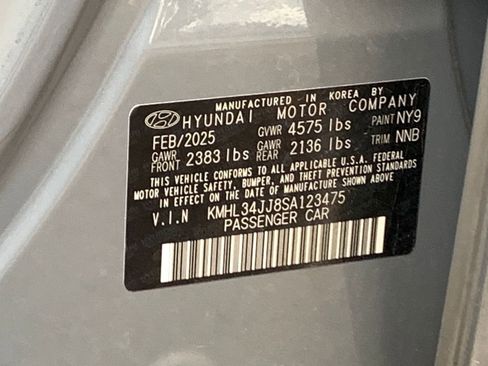 MANUFACTURED IN KOREA BY
HYUNDAI MOTOR COMPANY
FEB/2025 GVWR 4575 lbs PAINT NY9
GAWR FRONT 2383 lbs GAWR REAR 2136 lbs TRIM NNB
THIS VEHICLE CONFORMS TO ALL APPLICABLE U.S.A. FEDERAL
MOTOR VEHICLE SAFETY, BUMPER, AND THEFT PREVENTION STANDARDS
IN EFFECT ON THE DATE OF MANUFACTURE SHOWN ABOVE.
V.I.N KMHL34JJ8SA123475
PASSENGER CAR